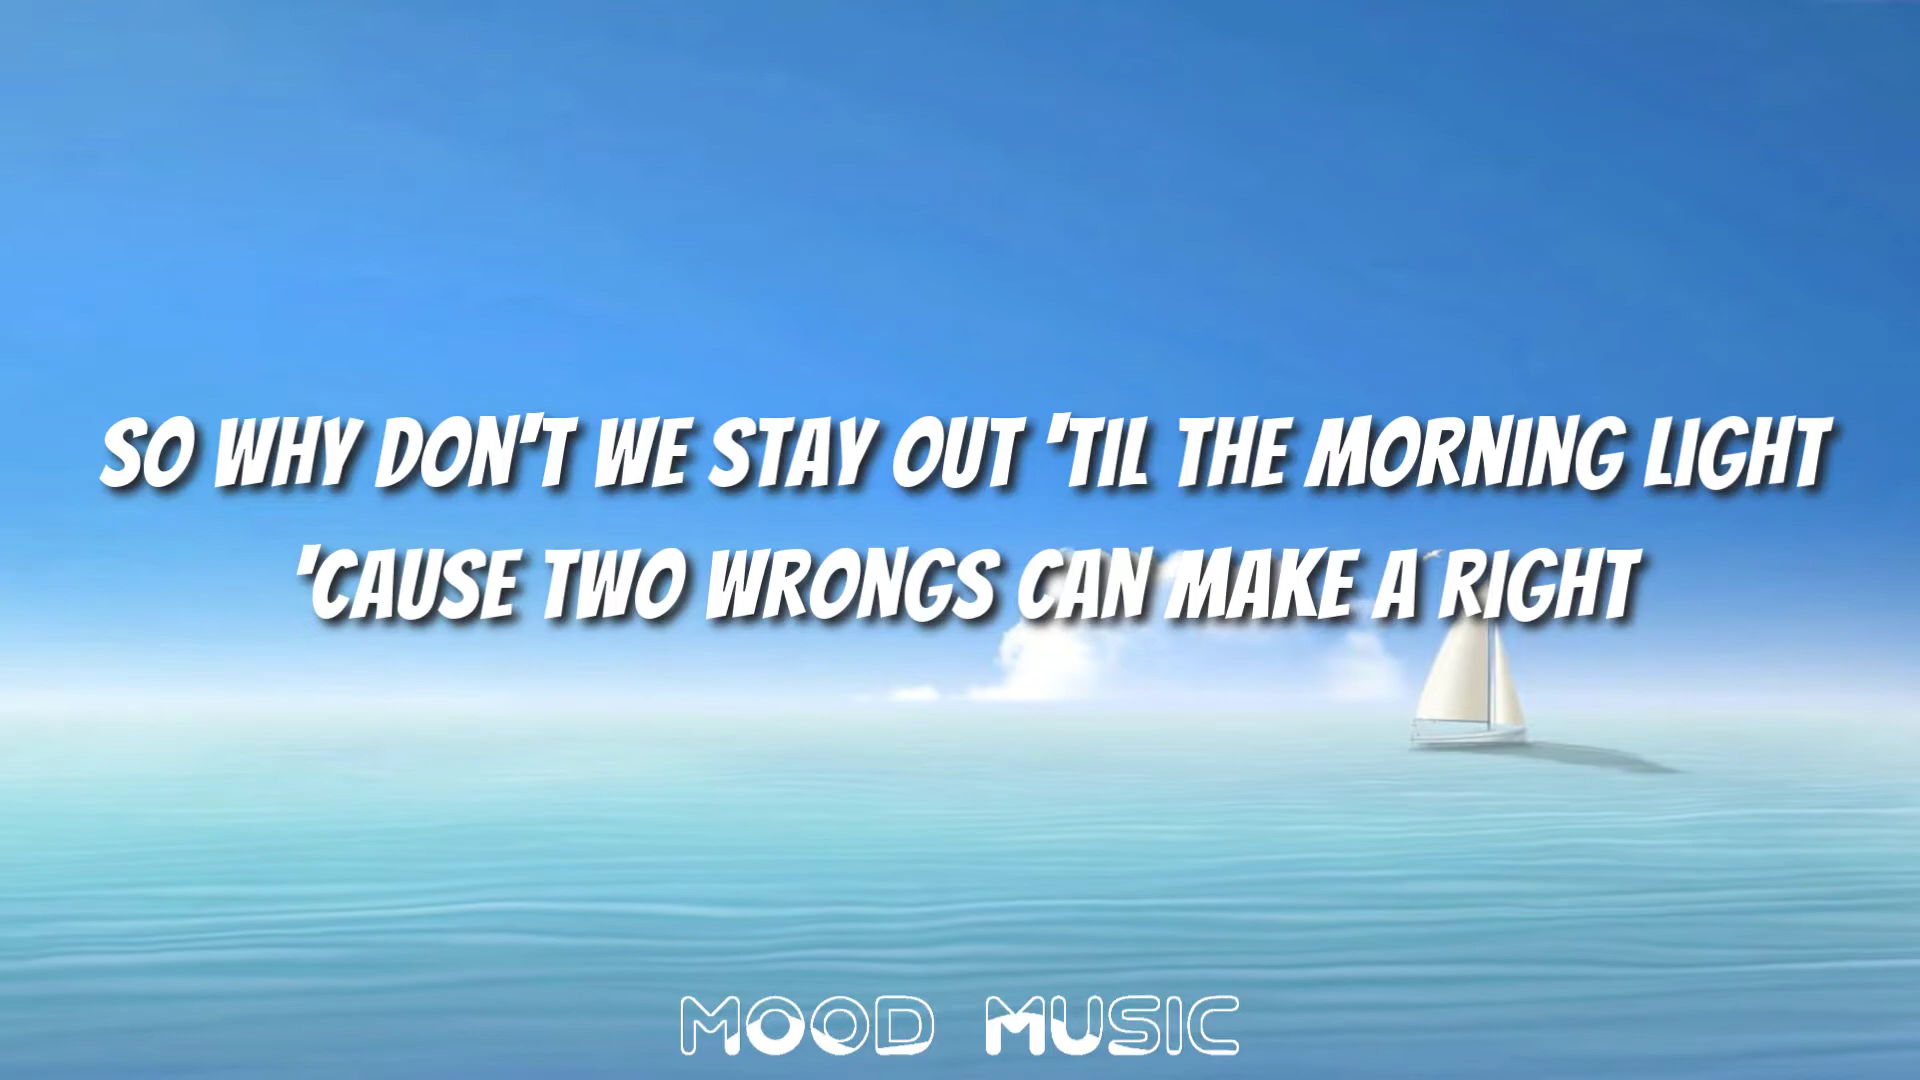 SO WHY DON'T WE STAY OUT 'TIL THE MORNING LIGHT
'CAUSE TWO WRONGS CAN MAKE A RIGHT
MOOD MUSIC